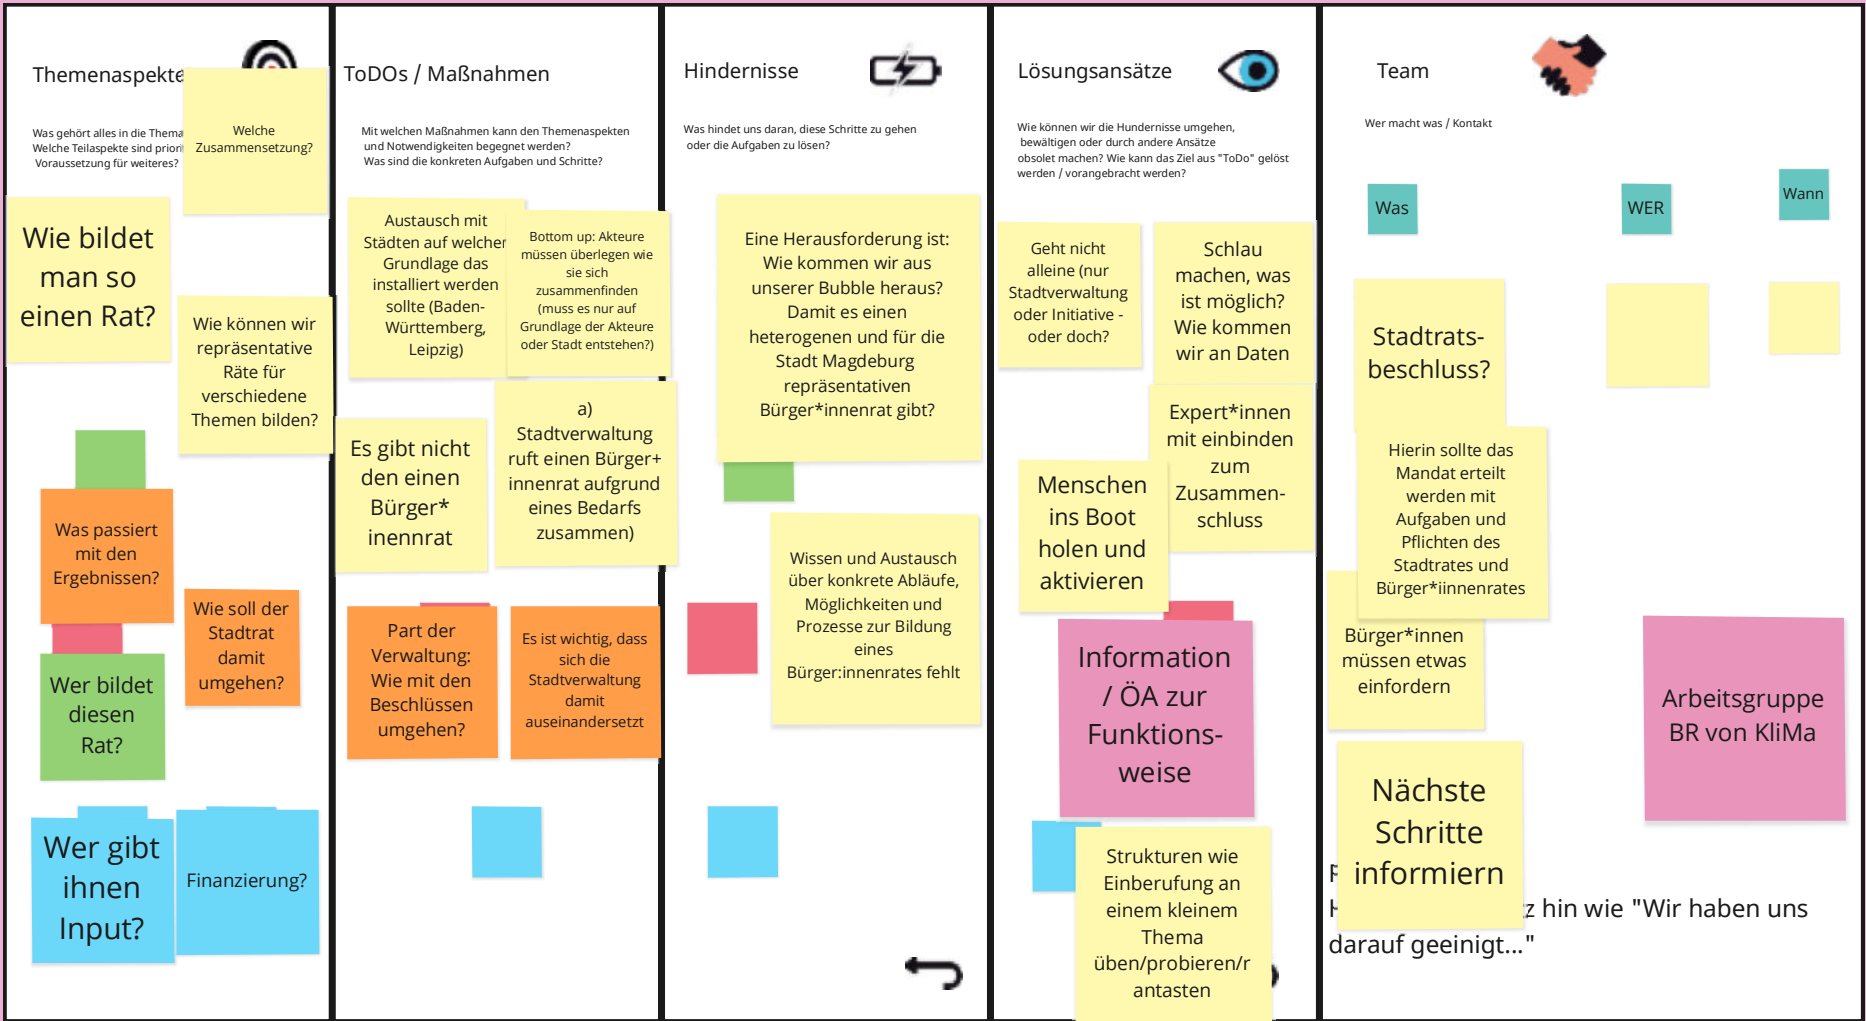 Themenaspekte
Was gehört alles in die Thema
Welche Teilaspekte sind priori
Voraussetzung für weiteres?
Welche
Zusammensetzung?
Wie bildet
man so
einen Rat?
Wie können wir
repräsentative
Räte für
verschiedene
Themen bilden?
Was passiert
mit den
Ergebnissen?
Wie soll der
Stadtrat
damit
umgehen?
Wer bildet
diesen
Rat?
Wer gibt
ihnen
Input?
Finanzierung?
ToDOs / Maßnahmen
Mit welchen Maßnahmen kann den Themenaspekten
und Notwendigkeiten begegnet werden?
Was sind die konkreten Aufgaben und Schritte?
Austausch mit
Städten auf welcher
Grundlage das
installiert werden
sollte (Baden-
Württemberg,
Leipzig)
Bottom up: Akteure
müssen überlegen wie
sie sich
zusammenfinden
(muss es nur auf
Grundlage der Akteure
oder Stadt entstehen?)
Es gibt nicht
den einen
Bürger*
inennrat
a)
Stadtverwaltung
ruft einen Bürger+
innenrat aufgrund
eines Bedarfs
zusammen)
Part der
Verwaltung:
Wie mit den
Beschlüssen
umgehen?
Es ist wichtig, dass
sich die
Stadtverwaltung
damit
auseinandersetzt
Hindernisse
Was hindet uns daran, diese Schritte zu gehen
oder die Aufgaben zu lösen?
Eine Herausforderung ist:
Wie kommen wir aus
unserer Bubble heraus?
Damit es einen
heterogenen und für die
Stadt Magdeburg
repräsentativen
Bürger*innenrat gibt?
Wissen und Austausch
über konkrete Abläufe,
Möglichkeiten und
Prozesse zur Bildung
eines
Bürger:innenrates fehlt
Lösungsansätze
Wie können wir die Hundernisse umgehen,
bewältigen oder durch andere Ansätze
obsolet machen? Wie kann das Ziel aus "ToDo" gelöst
werden / vorangebracht werden?
Geht nicht
alleine (nur
Stadtverwaltung
oder Initiative -
oder doch?
Schlau
machen, was
ist möglich?
Wie kommen
wir an Daten
Expert*innen
mit einbinden
zum
Zusammen-
schluss
Menschen
ins Boot
holen und
aktivieren
Information
/ ÖA zur
Funktions-
weise
Strukturen wie
Einberufung an
einem kleinem
Thema
üben/probieren/r
antasten
Team
Wer macht was / Kontakt
Was
WER
Wann
Stadtrats-
beschluss?
Hierin sollte das
Mandat erteilt
werden mit
Aufgaben und
Pflichten des
Stadtrates und
Bürger*iinnenrates
Bürger*innen
müssen etwas
einfordern
Arbeitsgruppe
BR von KliMa
Nächste
Schritte
informiern
z hin wie "Wir haben uns
darauf geeinigt..."